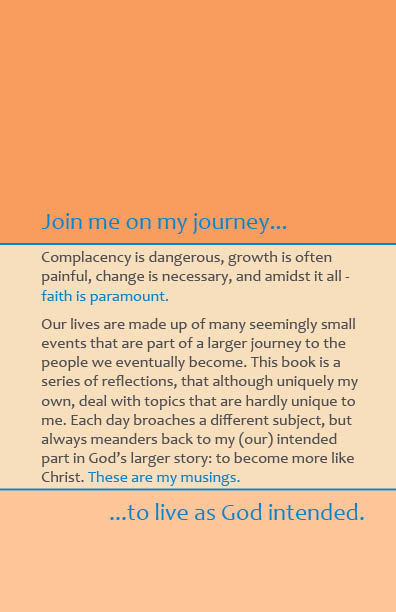 Join me on my journey...
Complacency is dangerous, growth is often
painful, change is necessary, and amidst it all -
faith is paramount.
Our lives are made up of many seemingly small
events that are part of a larger journey to the
people we eventually become. This book is a
series of reflections, that although uniquely my
own, deal with topics that are hardly unique to
me. Each day broaches a different subject, but
always meanders back to my (our) intended
part in God's larger story: to become more like
Christ. These are my musings.
...to live as God intended.